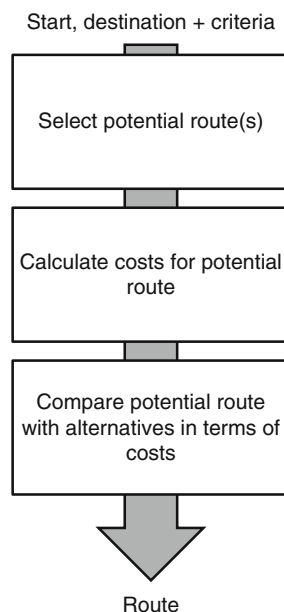 Start, destination + criteria
Select potential route(s)
Calculate costs for potential
route
Compare potential route
with alternatives in terms of
costs
Route